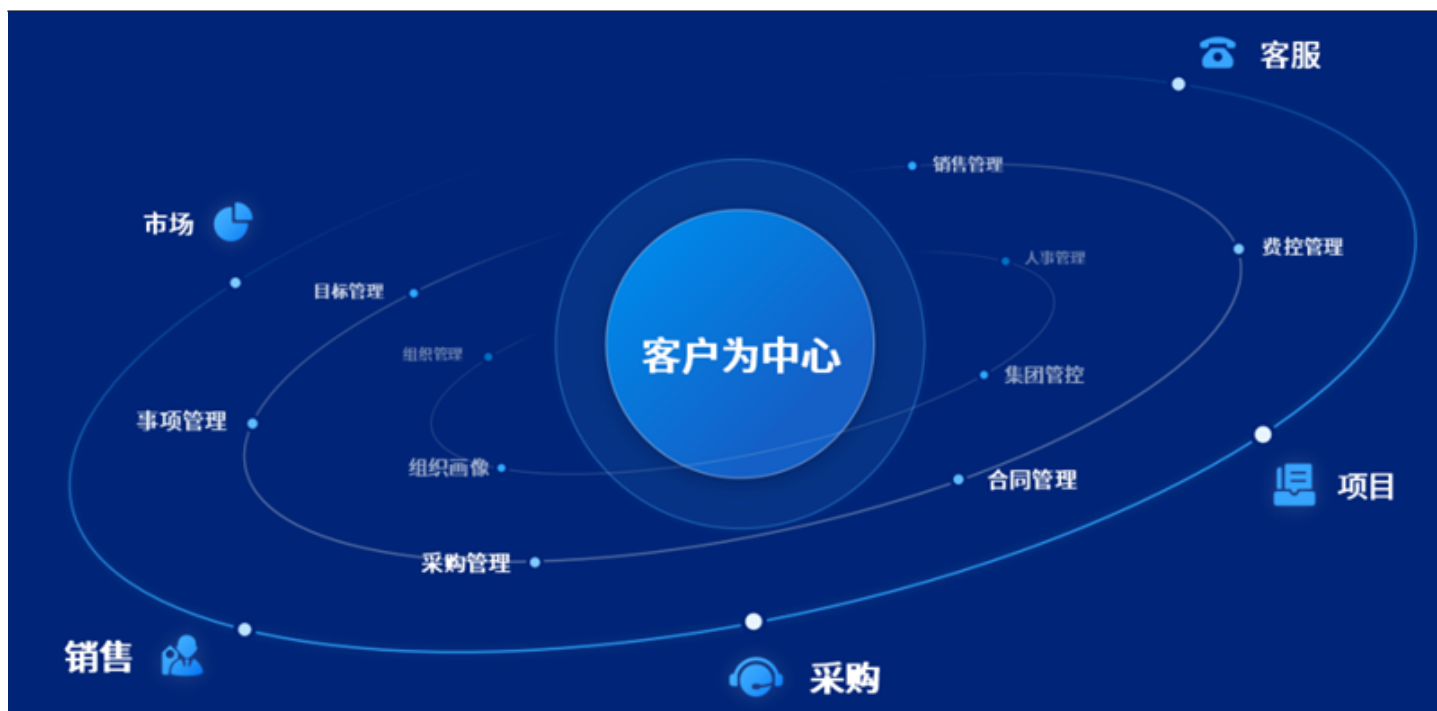 客服
销售管理
市场
费控管理
人事管理
目标管理
客户为中心
组织管理
集团管控
事项管理
组织画像
合同管理
项目
采购管理
销售
采购